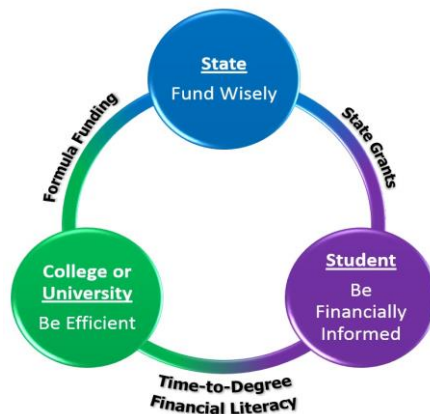 State
Fund Wisely
Formula Funding
State Grants
College or
University
Be Efficient
Student
Be
Financially
Informed
Time-to-Degree
Financial Literacy